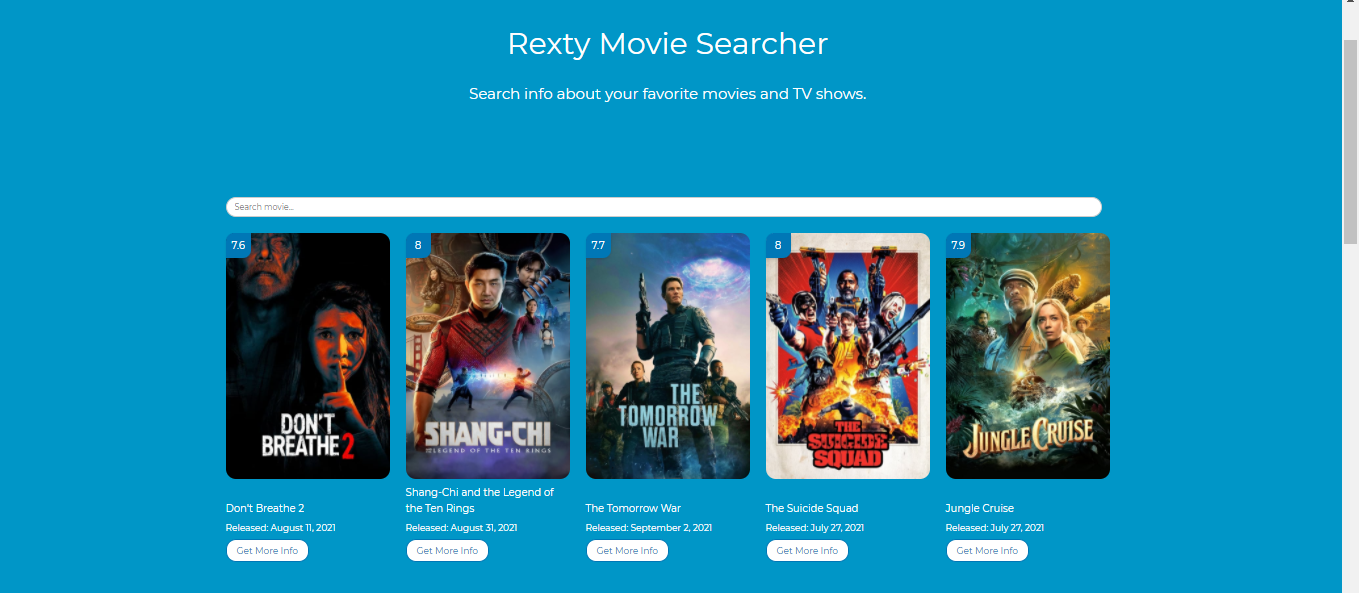 Rexty Movie Searcher
Search info about your favorite movies and TV shows.
Search movie...
7.6
DON'T
BREATHE 2
Don't Breathe 2
Released: August 11, 2021
Get More Info
8
SHANG-CHI
AND THE LEGEND OF THE TEN RINGS
Shang-Chi and the Legend of
the Ten Rings
Released: August 31, 2021
Get More Info
7.7
THE
TOMORROW
WAR
The Tomorrow War
Released: September 2, 2021
Get More Info
8
THE
SUICIDE
SQUAD
The Suicide Squad
Released: July 27, 2021
Get More Info
7.9
JUNGLE CRUISE
Jungle Cruise
Released: July 27, 2021
Get More Info